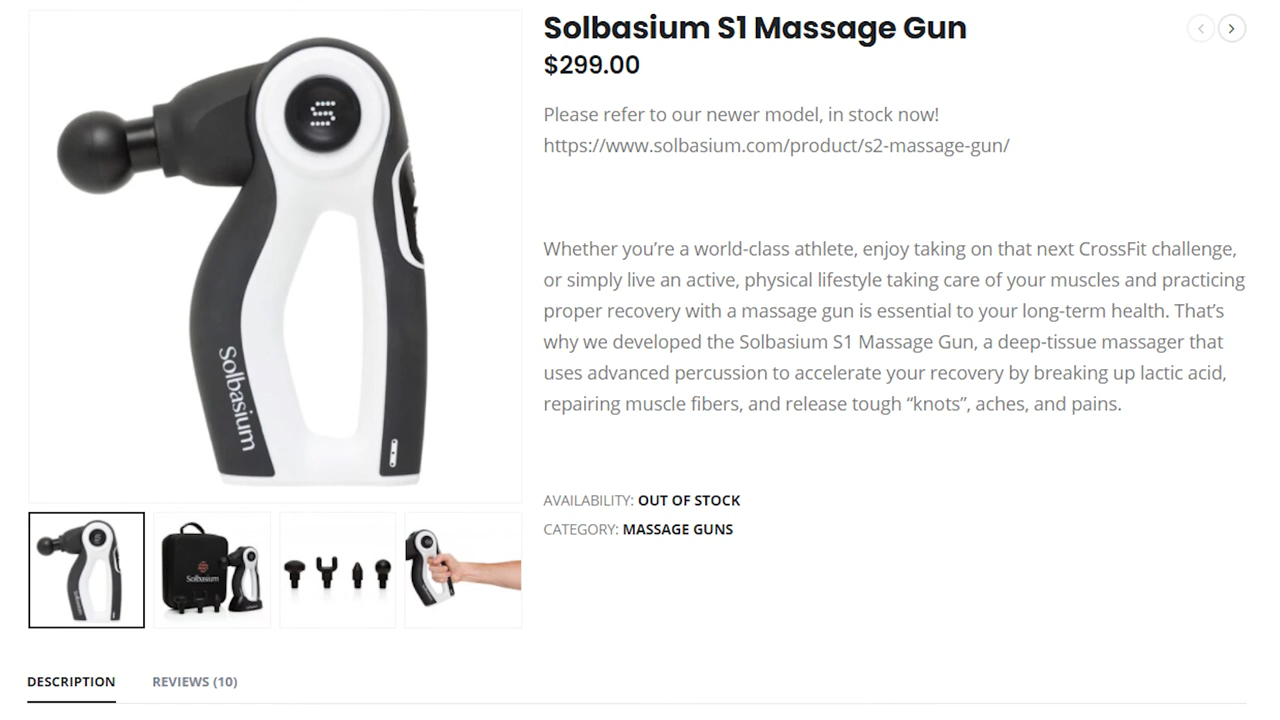 Solbasium S1 Massage Gun
$299.00
Please refer to our newer model, in stock now!
https://www.solbasium.com/product/s2-massage-gun/
Whether you’re a world-class athlete, enjoy taking on that next CrossFit challenge,
or simply live an active, physical lifestyle taking care of your muscles and practicing
proper recovery with a massage gun is essential to your long-term health. That’s
why we developed the Solbasium S1 Massage Gun, a deep-tissue massager that
uses advanced percussion to accelerate your recovery by breaking up lactic acid,
repairing muscle fibers, and release tough “knots”, aches, and pains.
AVAILABILITY: OUT OF STOCK
CATEGORY: MASSAGE GUNS
S
Solbasium
Solbasium
Solbasium
DESCRIPTION
REVIEWS (10)